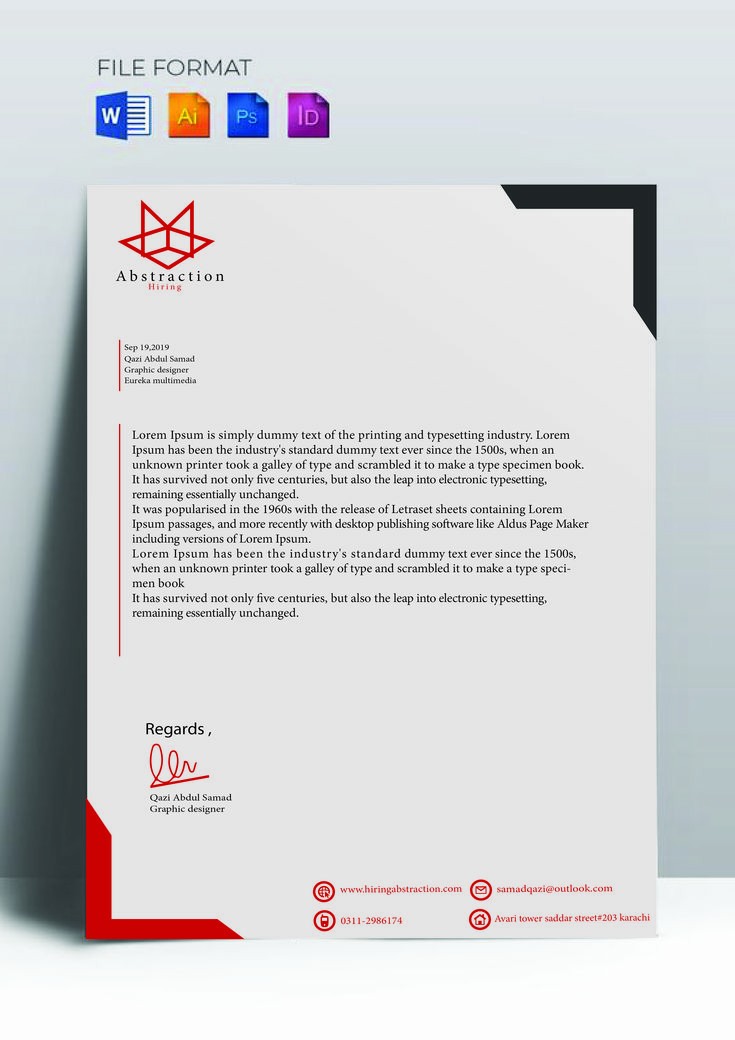 FILE FORMAT
W Ai Ps ID
Abstraction
Hiring
Sep 19,2019
Qazi Abdul Samad
Graphic designer
Eureka multimedia
Lorem Ipsum is simply dummy text of the printing and typesetting industry. Lorem
Ipsum has been the industry's standard dummy text ever since the 1500s, when an
unknown printer took a galley of type and scrambled it to make a type specimen book.
It has survived not only five centuries, but also the leap into electronic typesetting,
remaining essentially unchanged.
It was popularised in the 1960s with the release of Letraset sheets containing Lorem
Ipsum passages, and more recently with desktop publishing software like Aldus Page Maker
including versions of Lorem Ipsum.
Lorem Ipsum has been the industry's standard dummy text ever since the 1500s,
when an unknown printer took a galley of type and scrambled it to make a type speci-
men book
It has survived not only five centuries, but also the leap into electronic typesetting,
remaining essentially unchanged.
Regards ,
Qazi Abdul Samad
Graphic designer
www.hiringabstraction.com
samadqazi@outlook.com
0311-2986174
Avari tower saddar street#203 karachi